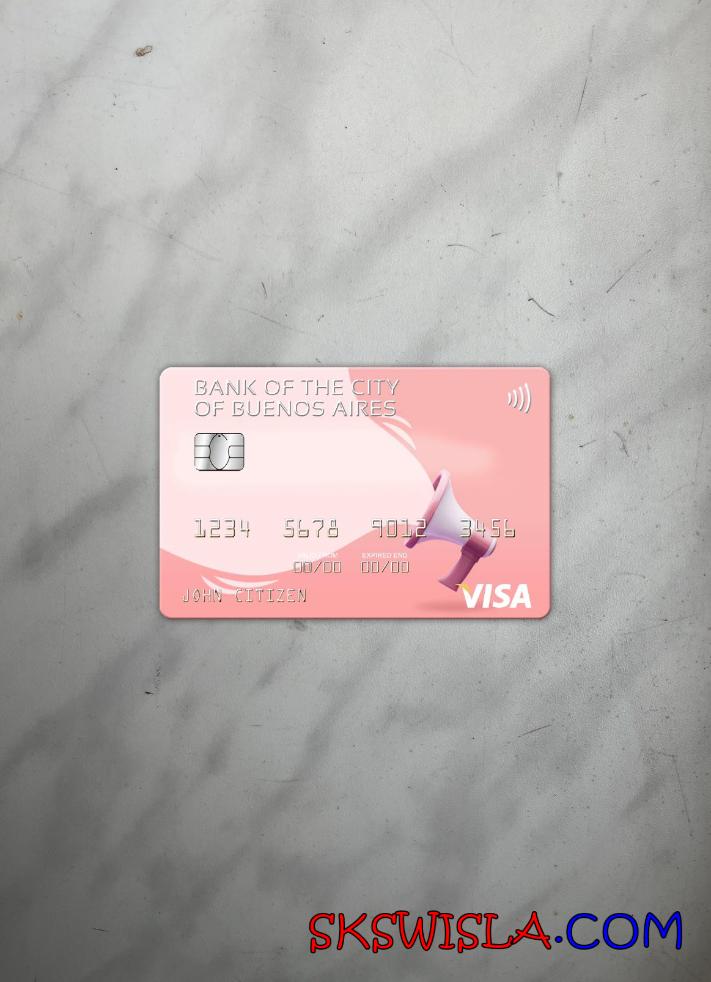 BANK OF THE CITY
OF BUENOS AIRES
1234 5678 9012 3456
VALID FROM EXPIRED END
00/00 00/00
JOHN CITIZEN
VISA
SKSWISLA.COM